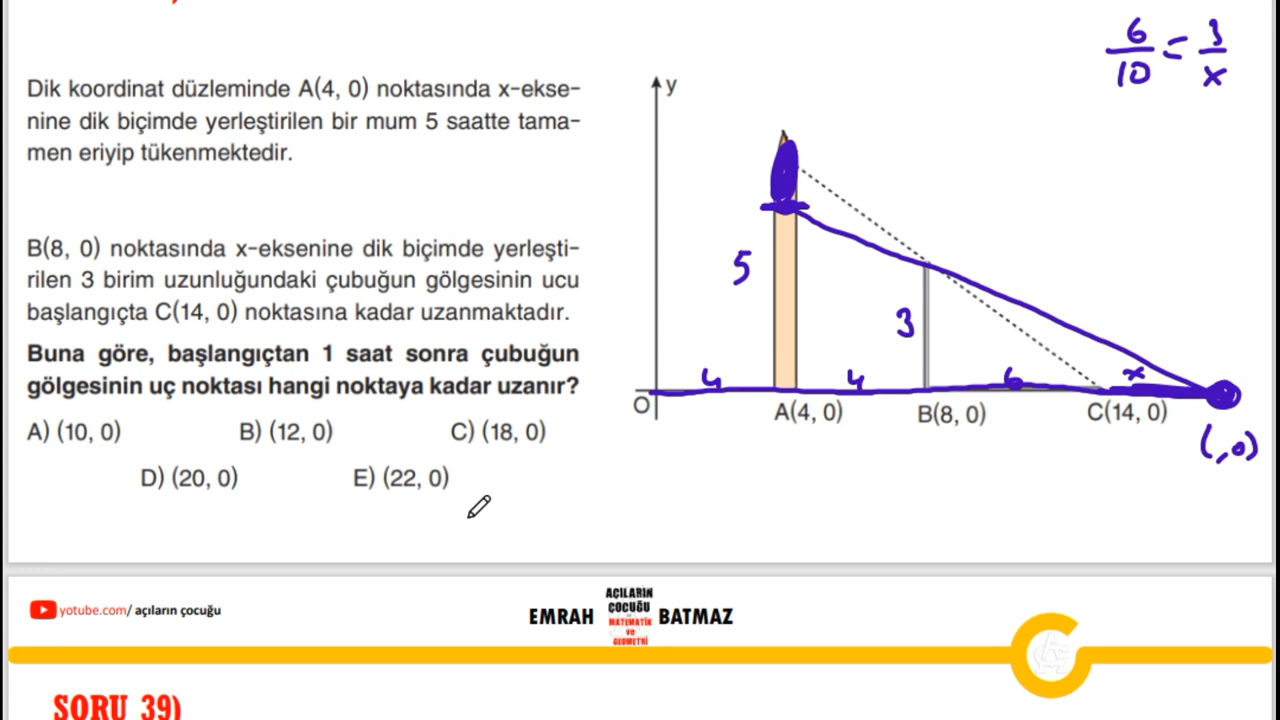 6/10 = 3/x
Dik koordinat düzleminde A(4, 0) noktasında x-ekse-
nine dik biçimde yerleştirilen bir mum 5 saatte tama-
men eriyip tükenmektedir.
B(8, 0) noktasında x-eksenine dik biçimde yerleşti-
rilen 3 birim uzunluğundaki çubuğun gölgesinin ucu
başlangıçta C(14, 0) noktasına kadar uzanmaktadır.
Buna göre, başlangıçtan 1 saat sonra çubuğun
gölgesinin uç noktası hangi noktaya kadar uzanır?
A) (10, 0) B) (12, 0) C) (18, 0)
D) (20, 0) E) (22, 0)
y
5
3
4 4 6 x
O A(4, 0) B(8, 0) C(14, 0)
( ,0)
yotube.com/ açıların çocuğu
EMRAH
AÇILARIN
ÇOCUĞU
MATEMATİK
ve
GEOMETRİ
BATMAZ
SORU 39)